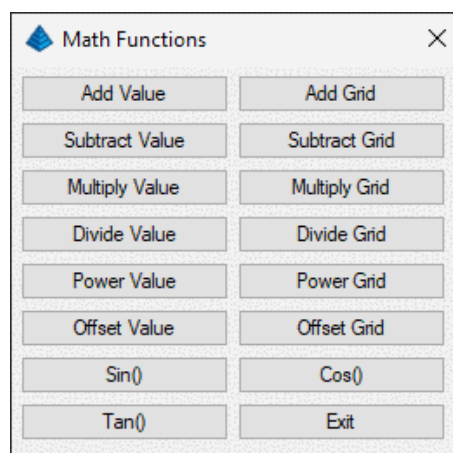 Math Functions
Add Value Add Grid
Subtract Value Subtract Grid
Multiply Value Multiply Grid
Divide Value Divide Grid
Power Value Power Grid
Offset Value Offset Grid
Sin() Cos()
Tan() Exit